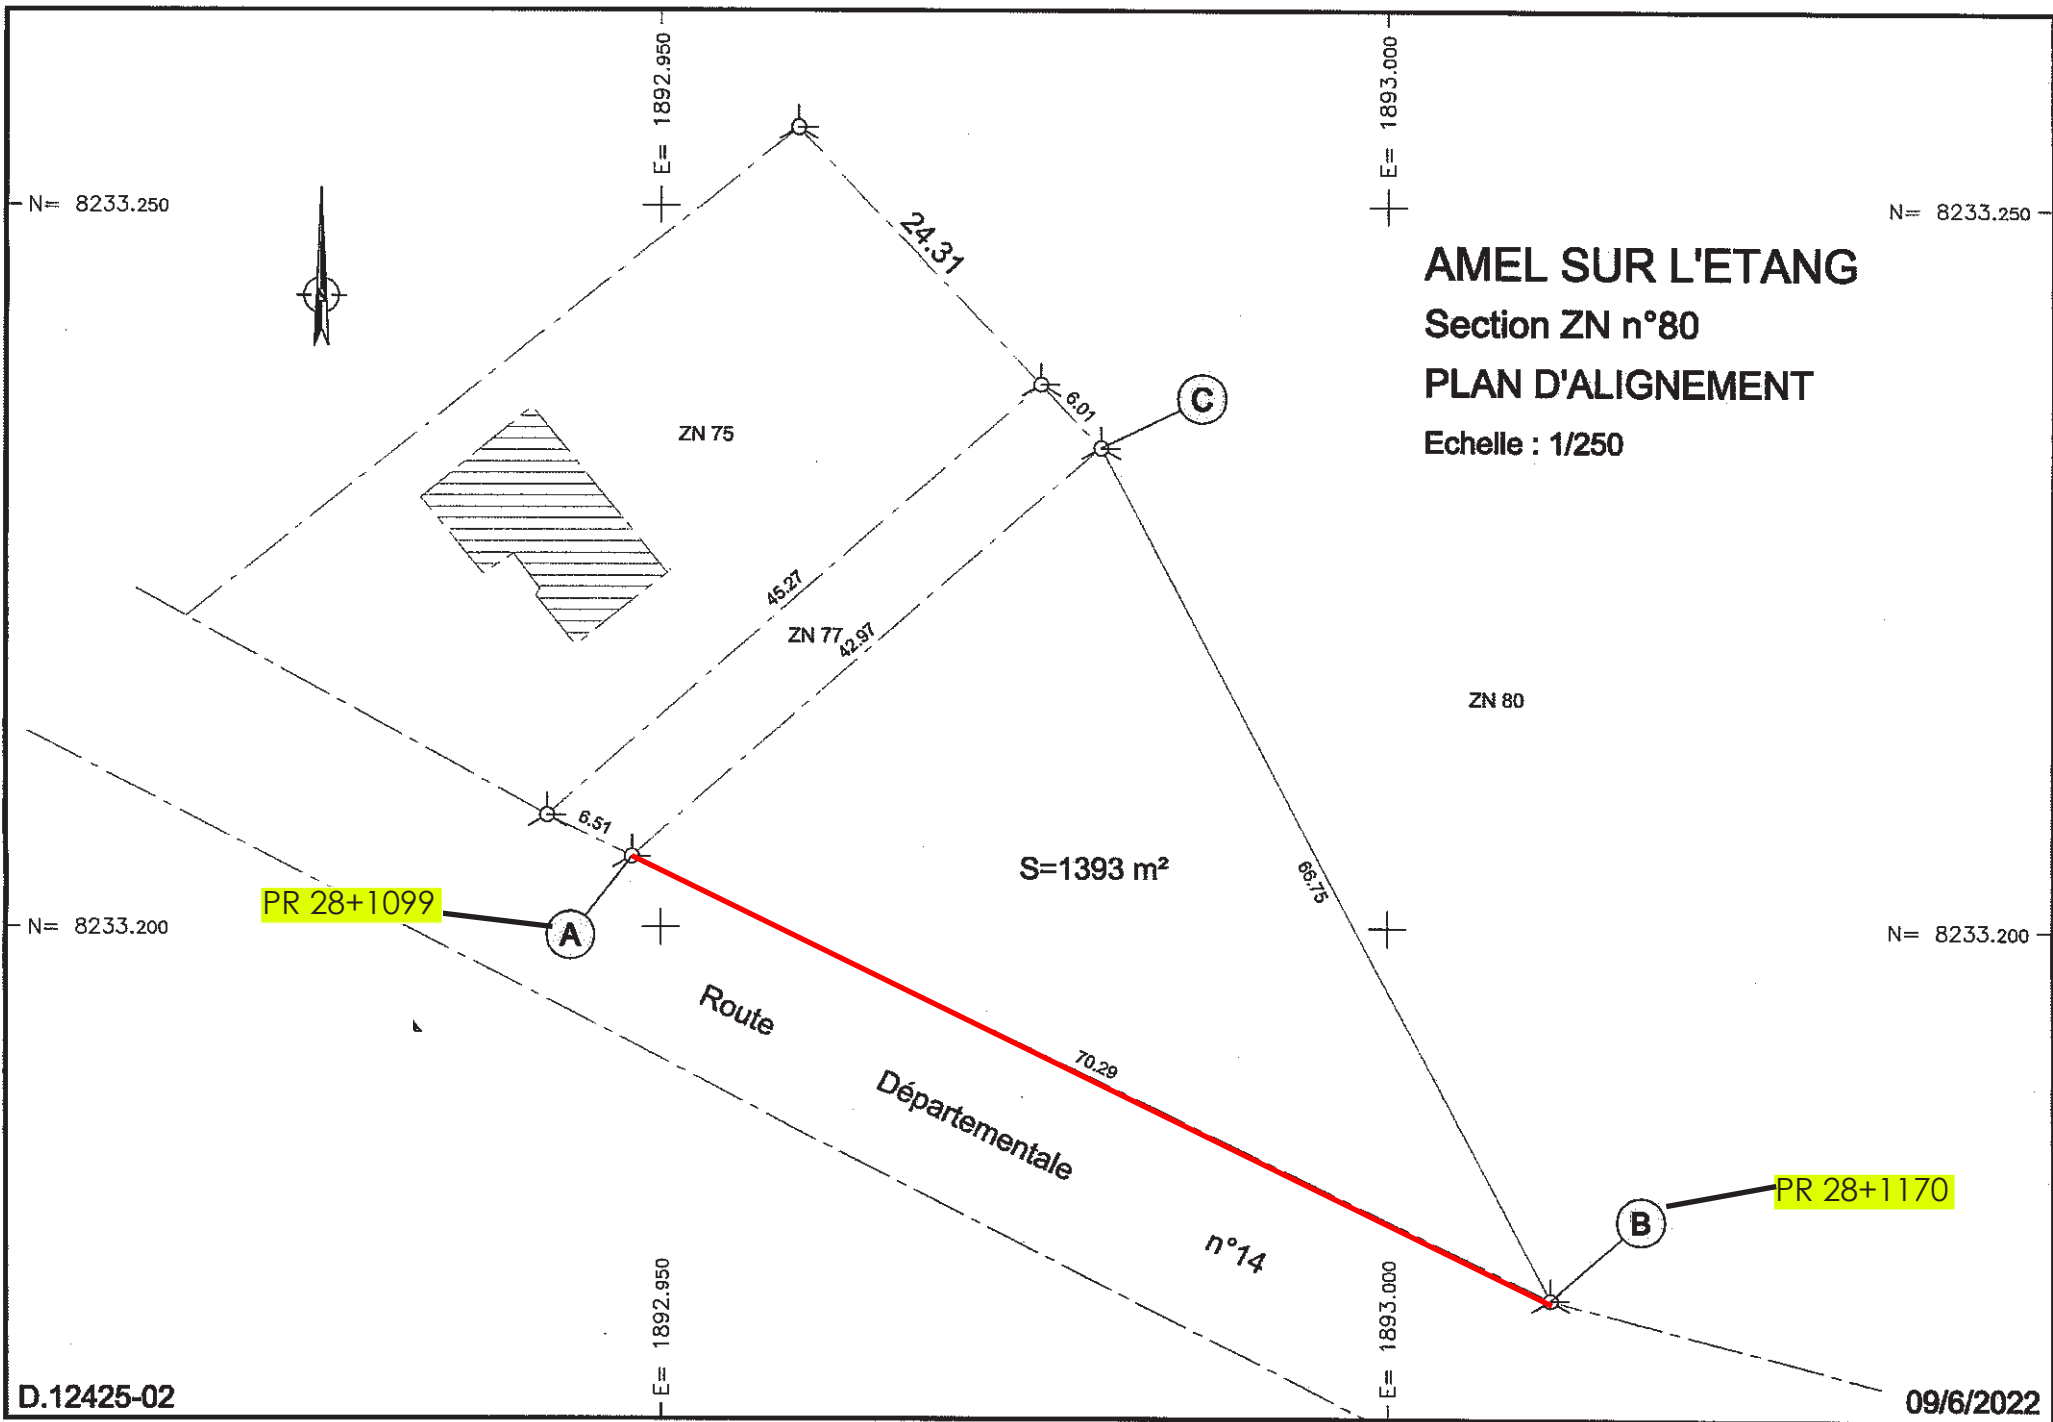 E= 1892.950
E= 1893.000
N= 8233.250
N= 8233.250
24.31
AMEL SUR L'ETANG
Section ZN n°80
PLAN D'ALIGNEMENT
Echelle : 1/250
6.01
C
ZN 75
45.27
ZN 77
42.97
ZN 80
6.51
S=1393 m²
66.75
PR 28+1099
A
N= 8233.200
N= 8233.200
Route
Départementale
n°14
70.29
PR 28+1170
B
E= 1892.950
E= 1893.000
D.12425-02
09/6/2022